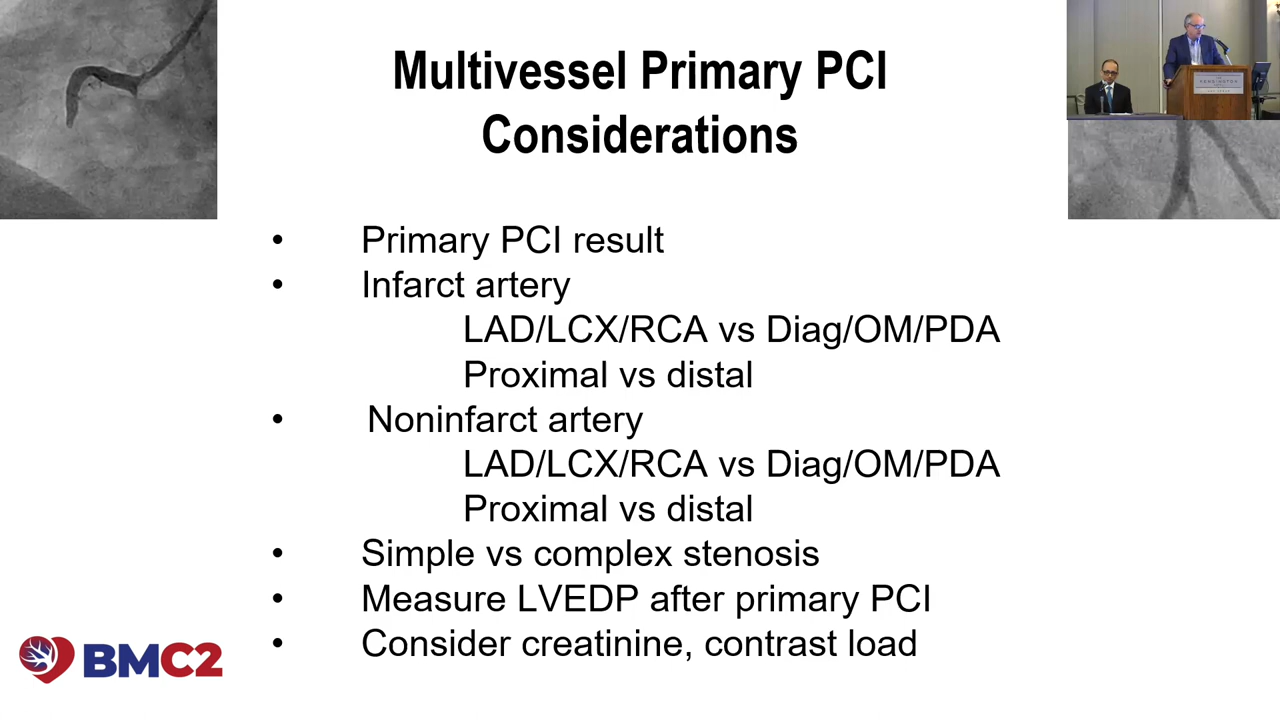 Multivessel Primary PCI
Considerations
• Primary PCI result
• Infarct artery
LAD/LCX/RCA vs Diag/OM/PDA
Proximal vs distal
• Noninfarct artery
LAD/LCX/RCA vs Diag/OM/PDA
Proximal vs distal
• Simple vs complex stenosis
• Measure LVEDP after primary PCI
• Consider creatinine, contrast load
BMC2